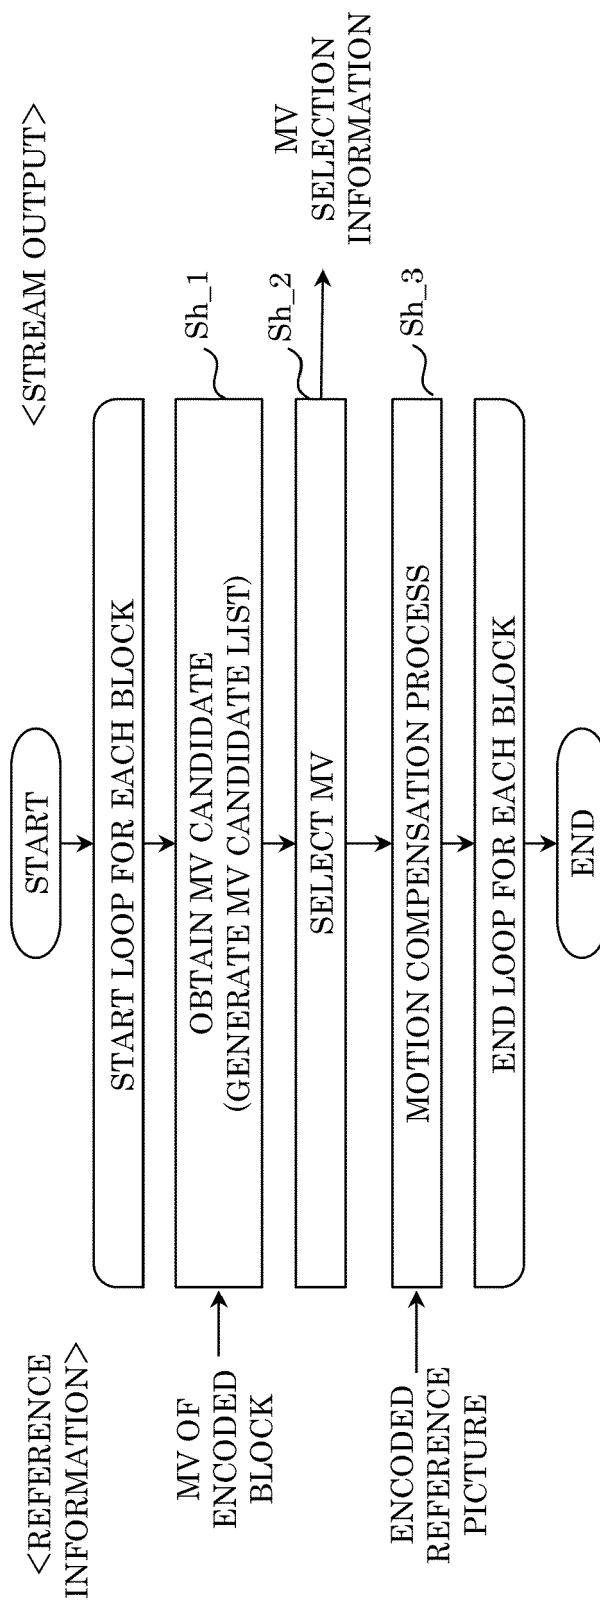 <REFERENCE
INFORMATION>
<STREAM OUTPUT>
START
START LOOP FOR EACH BLOCK
MV OF
ENCODED
BLOCK
OBTAIN MV CANDIDATE
(GENERATE MV CANDIDATE LIST)
Sh_1
SELECT MV
Sh_2
MV
SELECTION
INFORMATION
ENCODED
REFERENCE
PICTURE
MOTION COMPENSATION PROCESS
Sh_3
END LOOP FOR EACH BLOCK
END